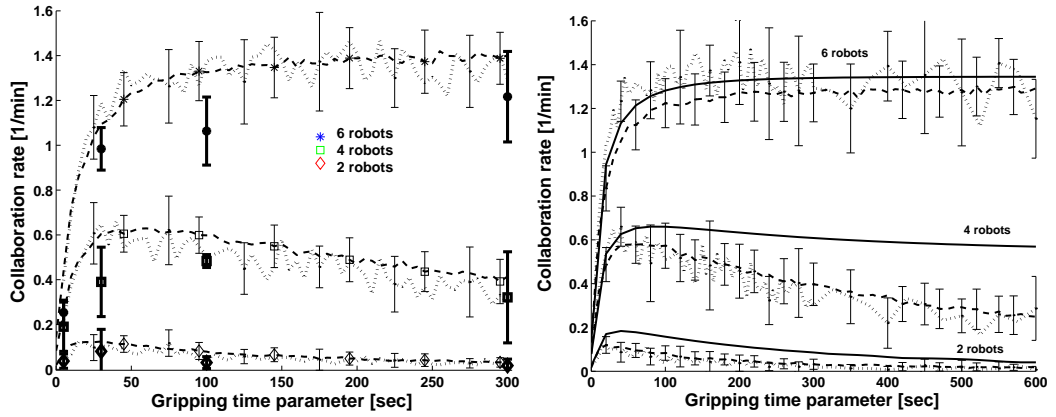 1.6
1.4
1.2
1
0.8
0.6
0.4
0.2
0
Collaboration rate [1/min]
6 robots
4 robots
2 robots
0 50 100 150 200 250 300
Gripping time parameter [sec]
1.6
1.4
1.2
1
0.8
0.6
0.4
0.2
0
Collaboration rate [1/min]
6 robots
4 robots
2 robots
0 100 200 300 400 500 600
Gripping time parameter [sec]